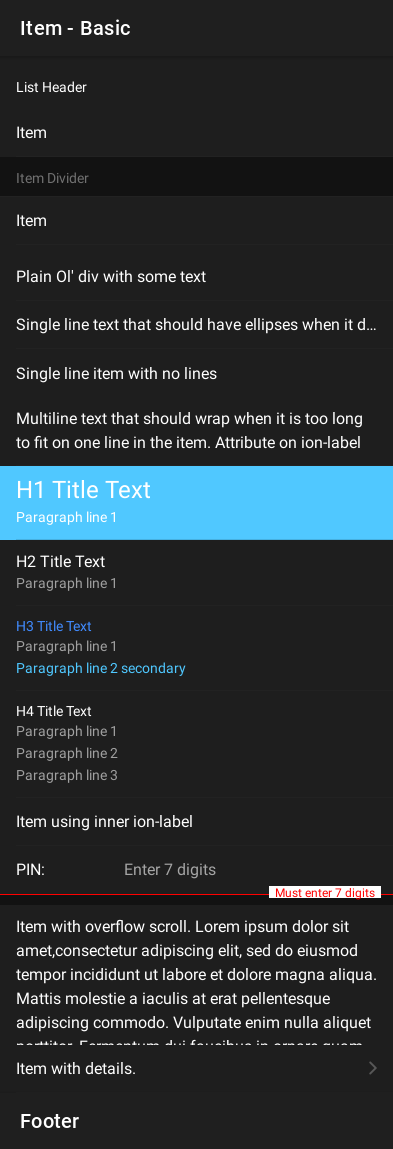 Item - Basic
List Header
Item
Item Divider
Item
Plain Ol' div with some text
Single line text that should have ellipses when it d...
Single line item with no lines
Multiline text that should wrap when it is too long
to fit on one line in the item. Attribute on ion-label
H1 Title Text
Paragraph line 1
H2 Title Text
Paragraph line 1
H3 Title Text
Paragraph line 1
Paragraph line 2 secondary
H4 Title Text
Paragraph line 1
Paragraph line 2
Paragraph line 3
Item using inner ion-label
PIN: Enter 7 digits
Must enter 7 digits
Item with overflow scroll. Lorem ipsum dolor sit
amet,consectetur adipiscing elit, sed do eiusmod
tempor incididunt ut labore et dolore magna aliqua.
Mattis molestie a iaculis at erat pellentesque
adipiscing commodo. Vulputate enim nulla aliquet
porttitor. Fermentum dui faucibus in ornare quam
Item with details.
Footer